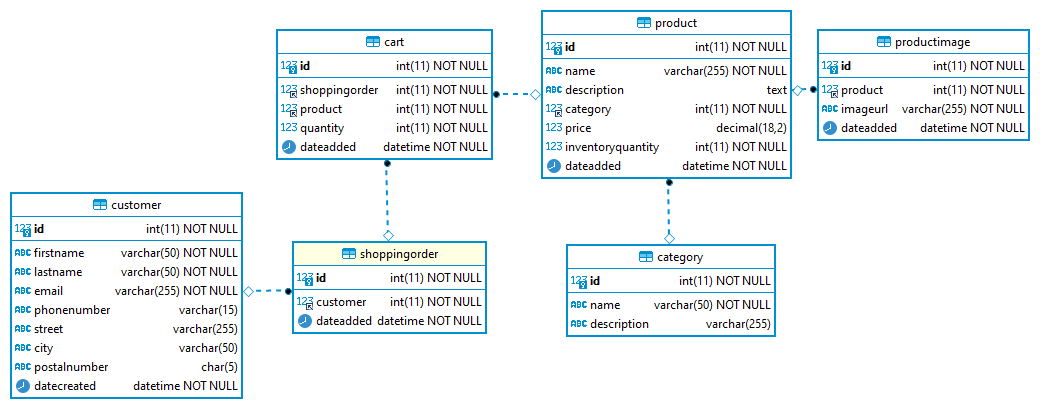 cart
123 id int(11) NOT NULL
123 shoppingorder int(11) NOT NULL
123 product int(11) NOT NULL
123 quantity int(11) NOT NULL
dateadded datetime NOT NULL
product
123 id int(11) NOT NULL
ABC name varchar(255) NOT NULL
ABC description text
123 category int(11) NOT NULL
123 price decimal(18,2)
123 inventoryquantity int(11) NOT NULL
dateadded datetime NOT NULL
productimage
123 id int(11) NOT NULL
123 product int(11) NOT NULL
ABC imageurl varchar(255) NOT NULL
dateadded datetime NOT NULL
customer
123 id int(11) NOT NULL
ABC firstname varchar(50) NOT NULL
ABC lastname varchar(50) NOT NULL
ABC email varchar(255) NOT NULL
ABC phonenumber varchar(15)
ABC street varchar(255)
ABC city varchar(50)
ABC postalnumber char(5)
datecreated datetime NOT NULL
shoppingorder
123 id int(11) NOT NULL
123 customer int(11) NOT NULL
dateadded datetime NOT NULL
category
123 id int(11) NOT NULL
ABC name varchar(50) NOT NULL
ABC description varchar(255)